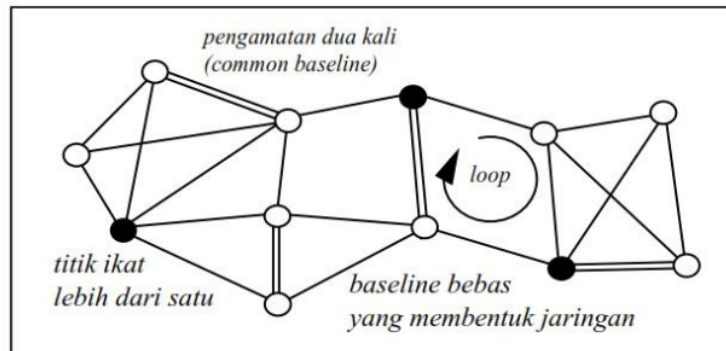 pengamatan dua kali
(common baseline)
loop
titik ikat
lebih dari satu
baseline bebas
yang membentuk jaringan